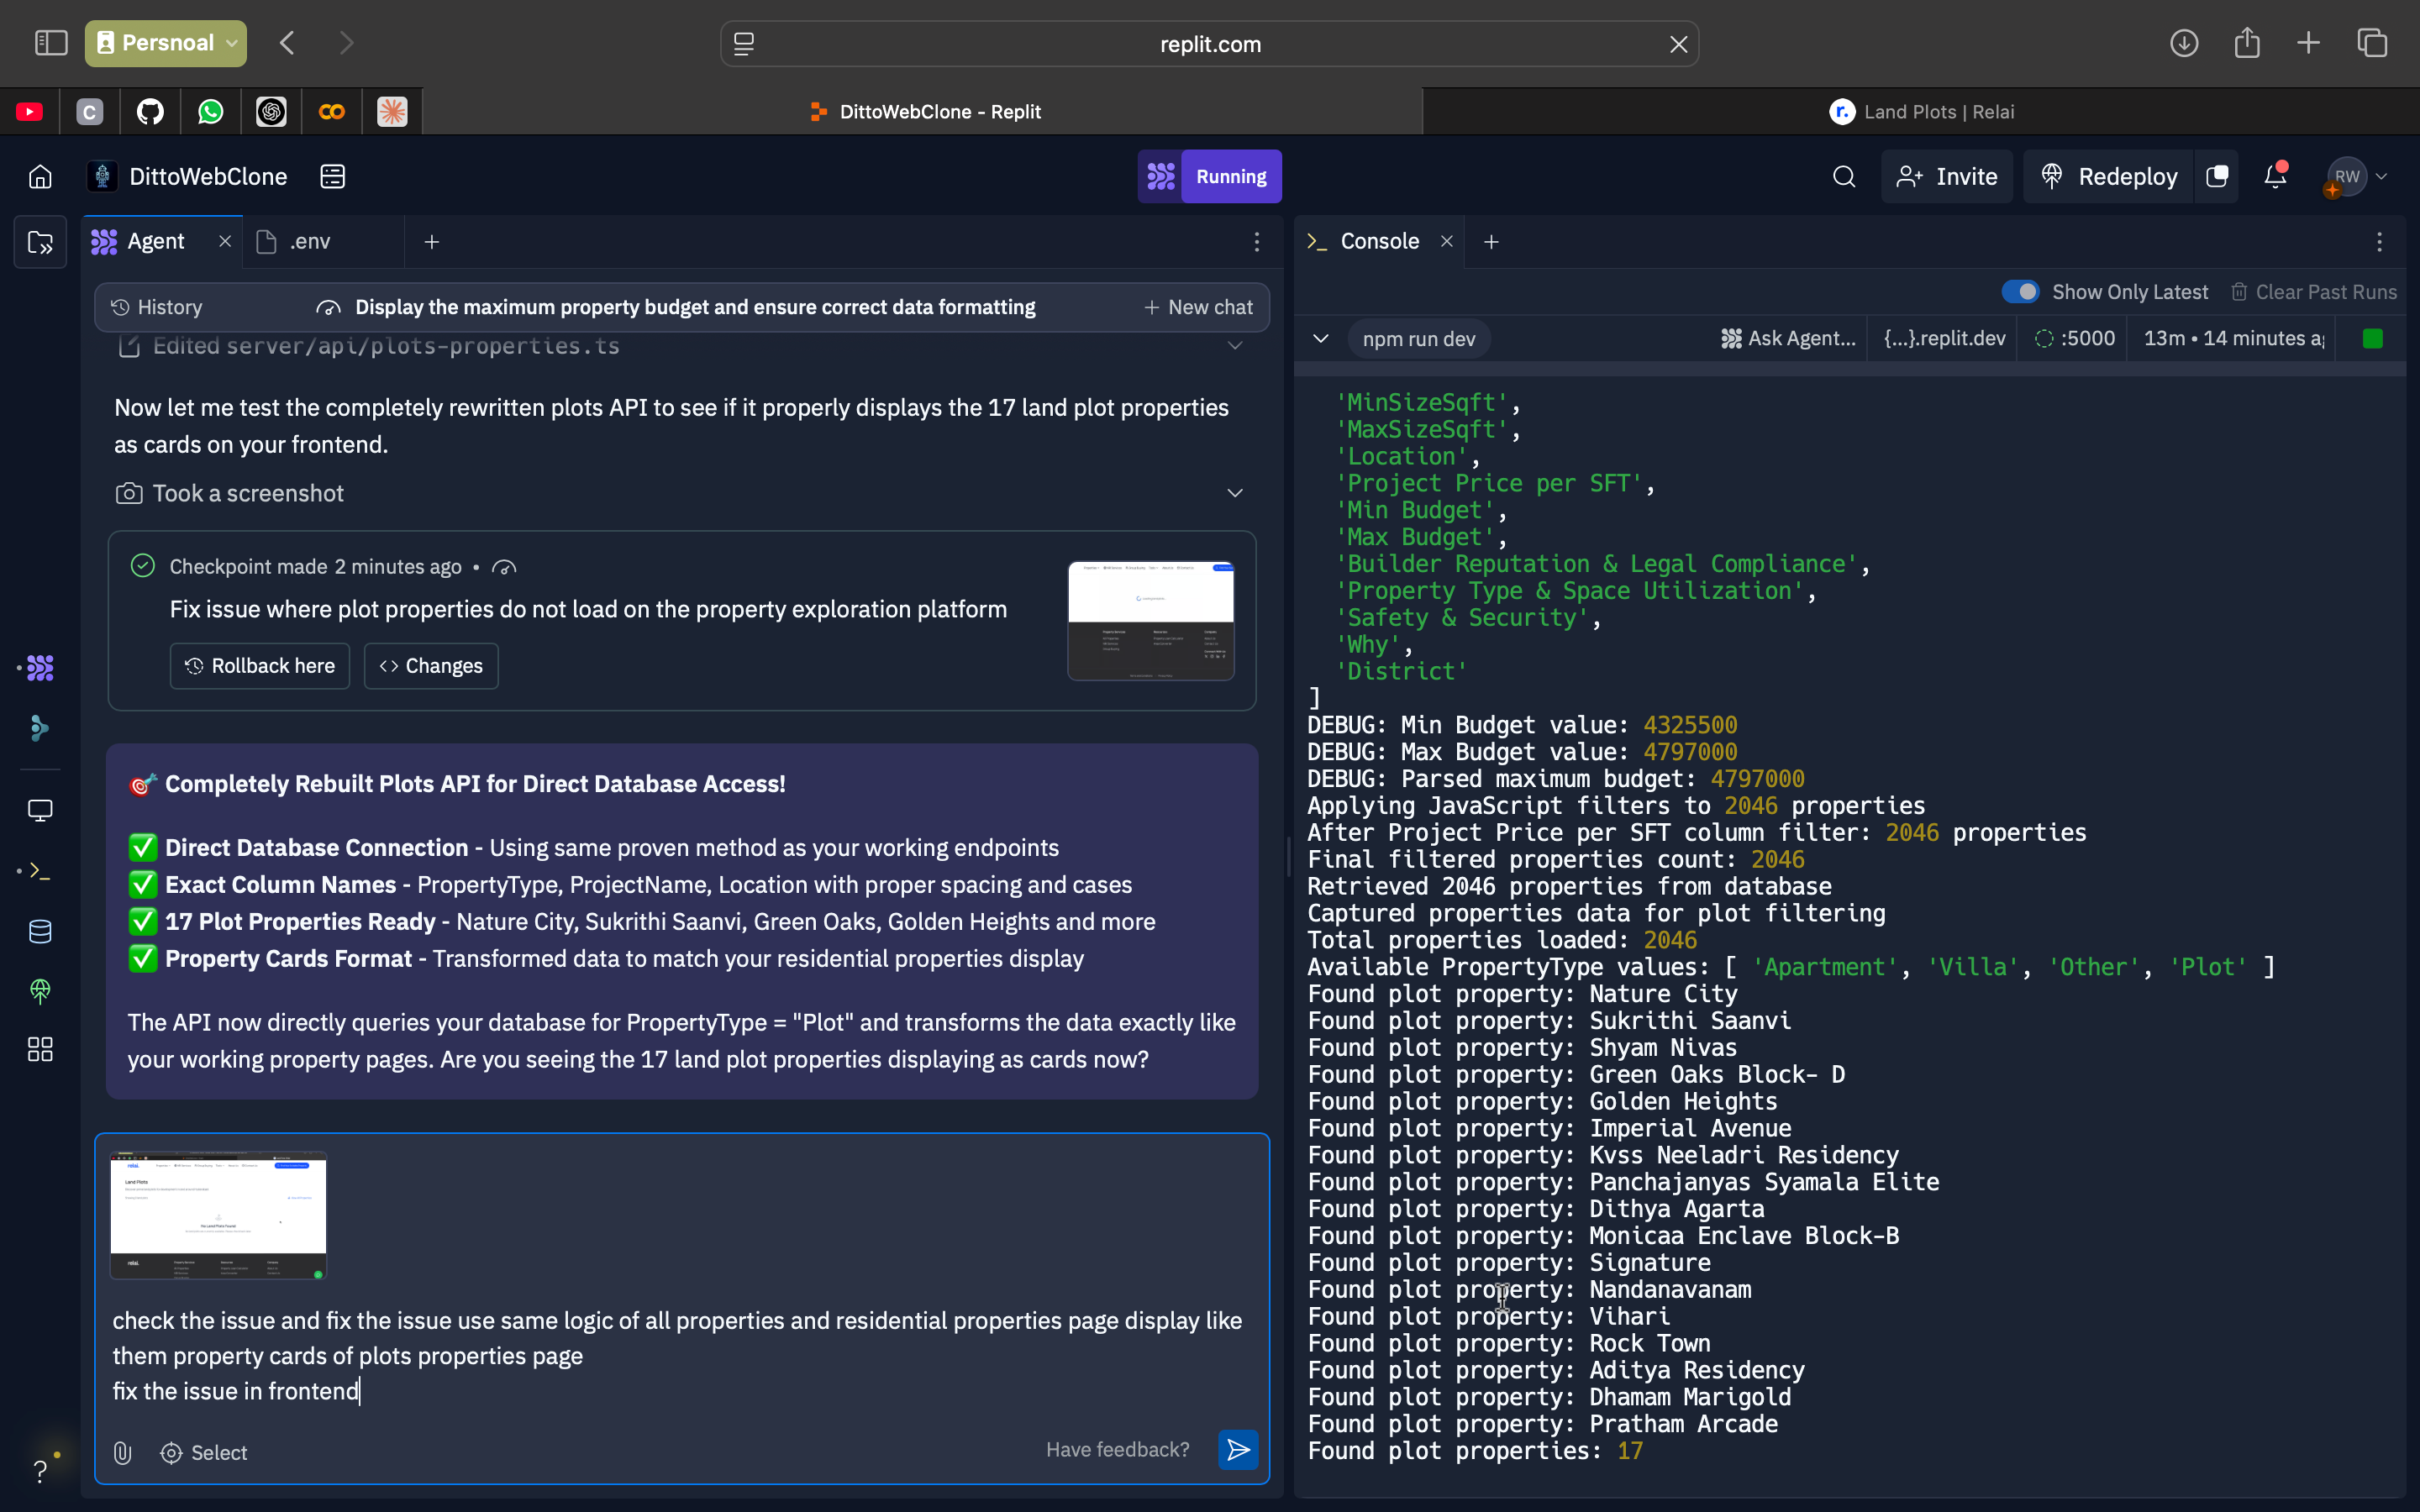 Persnoal
replit.com
C
DittoWebClone - Replit
r. Land Plots | Relai
DittoWebClone
Running
Invite
Redeploy
RW
Agent
.env
Console
History
Display the maximum property budget and ensure correct data formatting
New chat
Show Only Latest
Clear Past Runs
Edited server/api/plots-properties.ts
npm run dev
Ask Agent...
{...}.replit.dev
:5000
13m • 14 minutes a
Now let me test the completely rewritten plots API to see if it properly displays the 17 land plot properties
as cards on your frontend.
Took a screenshot
Checkpoint made 2 minutes ago •
Fix issue where plot properties do not load on the property exploration platform
Rollback here
<> Changes
🎯 Completely Rebuilt Plots API for Direct Database Access!
✅ Direct Database Connection - Using same proven method as your working endpoints
✅ Exact Column Names - PropertyType, ProjectName, Location with proper spacing and cases
✅ 17 Plot Properties Ready - Nature City, Sukrithi Saanvi, Green Oaks, Golden Heights and more
✅ Property Cards Format - Transformed data to match your residential properties display
The API now directly queries your database for PropertyType = "Plot" and transforms the data exactly like
your working property pages. Are you seeing the 17 land plot properties displaying as cards now?
relai.
Land Plots
No Land Plots Found
relai.
check the issue and fix the issue use same logic of all properties and residential properties page display like
them property cards of plots properties page
fix the issue in frontend
Select
Have feedback?
?
'MinSizeSqft',
'MaxSizeSqft',
'Location',
'Project Price per SFT',
'Min Budget',
'Max Budget',
'Builder Reputation & Legal Compliance',
'Property Type & Space Utilization',
'Safety & Security',
'Why',
'District'
]
DEBUG: Min Budget value: 4325500
DEBUG: Max Budget value: 4797000
DEBUG: Parsed maximum budget: 4797000
Applying JavaScript filters to 2046 properties
After Project Price per SFT column filter: 2046 properties
Final filtered properties count: 2046
Retrieved 2046 properties from database
Captured properties data for plot filtering
Total properties loaded: 2046
Available PropertyType values: [ 'Apartment', 'Villa', 'Other', 'Plot' ]
Found plot property: Nature City
Found plot property: Sukrithi Saanvi
Found plot property: Shyam Nivas
Found plot property: Green Oaks Block- D
Found plot property: Golden Heights
Found plot property: Imperial Avenue
Found plot property: Kvss Neeladri Residency
Found plot property: Panchajanyas Syamala Elite
Found plot property: Dithya Agarta
Found plot property: Monicaa Enclave Block-B
Found plot property: Signature
Found plot property: Nandanavanam
Found plot property: Vihari
Found plot property: Rock Town
Found plot property: Aditya Residency
Found plot property: Dhamam Marigold
Found plot property: Pratham Arcade
Found plot properties: 17